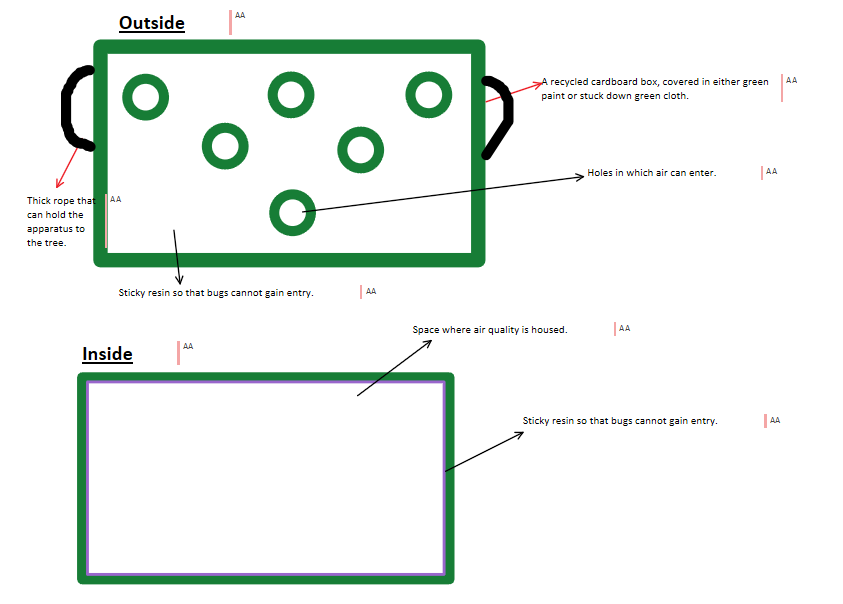 Outside
AA
A recycled cardboard box, covered in either green
paint or stuck down green cloth.
AA
Holes in which air can enter.
AA
Thick rope that
can hold the
apparatus to
the tree.
AA
Sticky resin so that bugs cannot gain entry.
AA
Space where air quality is housed.
AA
Inside
AA
Sticky resin so that bugs cannot gain entry.
AA